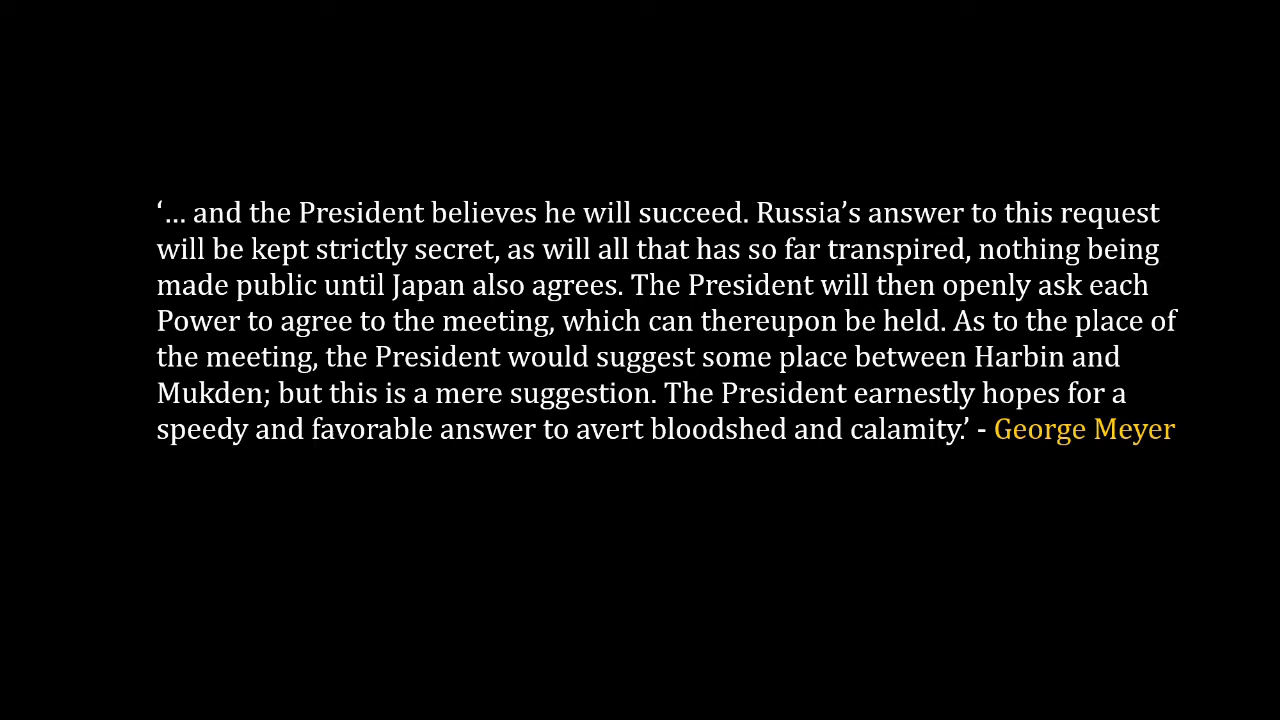 ‘… and the President believes he will succeed. Russia’s answer to this request
will be kept strictly secret, as will all that has so far transpired, nothing being
made public until Japan also agrees. The President will then openly ask each
Power to agree to the meeting, which can thereupon be held. As to the place of
the meeting, the President would suggest some place between Harbin and
Mukden; but this is a mere suggestion. The President earnestly hopes for a
speedy and favorable answer to avert bloodshed and calamity.’ - George Meyer